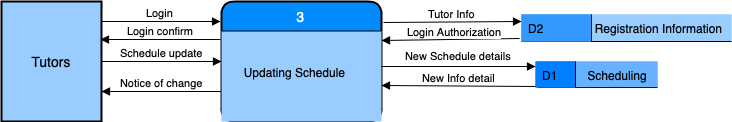 Tutors
Login
Login confirm
Schedule update
Notice of change
3
Updating Schedule
Tutor Info
Login Authorization
New Schedule details
New Info detail
D2
Registration Information
D1
Scheduling